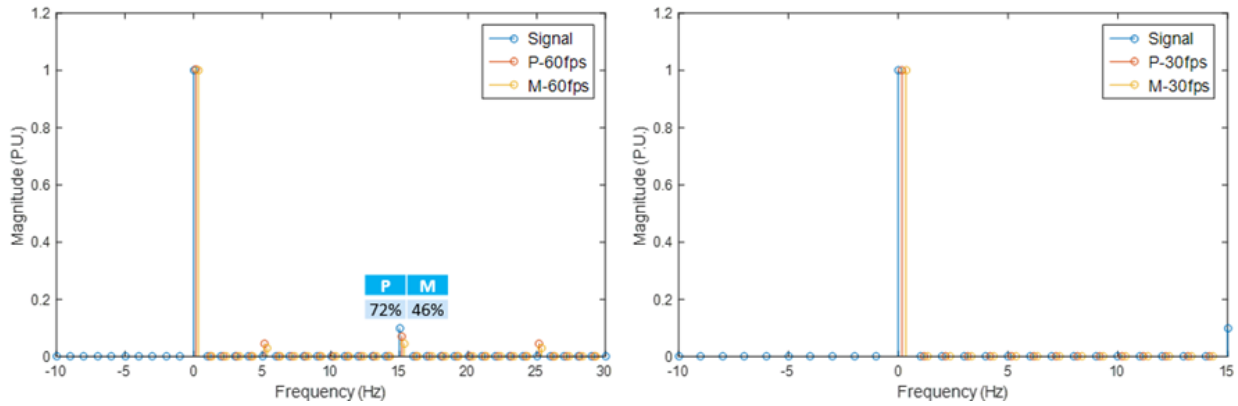 1.2
1
0.8
0.6
0.4
0.2
0
Magnitude (P.U.)
Signal
P-60fps
M-60fps
P M
72% 46%
-10 -5 0 5 10 15 20 25 30
Frequency (Hz)
1.2
1
0.8
0.6
0.4
0.2
0
Magnitude (P.U.)
Signal
P-30fps
M-30fps
-10 -5 0 5 10 15
Frequency (Hz)